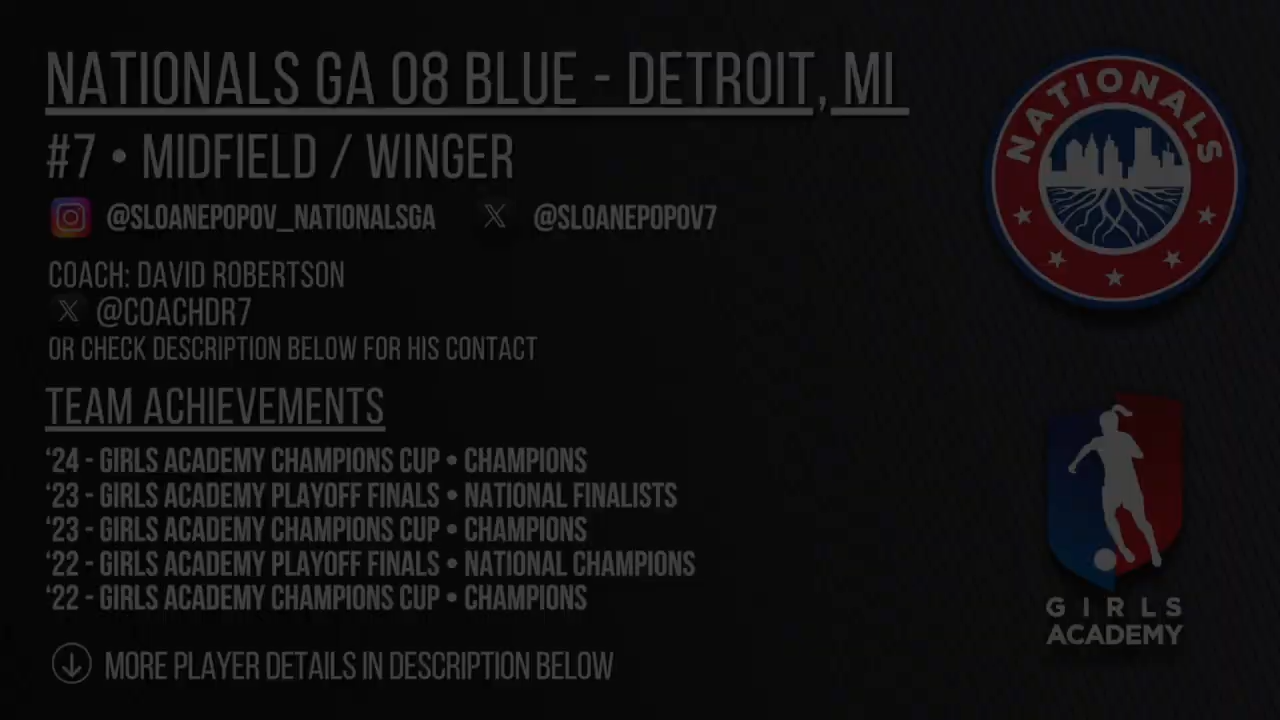 NATIONALS GA 08 BLUE - DETROIT, MI
#7 • MIDFIELD / WINGER
@SLOANEPOPOV_NATIONALSGA @SLOANEPOPOV7
COACH: DAVID ROBERTSON
@COACHDR7
OR CHECK DESCRIPTION BELOW FOR HIS CONTACT
TEAM ACHIEVEMENTS
‘24 - GIRLS ACADEMY CHAMPIONS CUP • CHAMPIONS
‘23 - GIRLS ACADEMY PLAYOFF FINALS • NATIONAL FINALISTS
‘23 - GIRLS ACADEMY CHAMPIONS CUP • CHAMPIONS
‘22 - GIRLS ACADEMY PLAYOFF FINALS • NATIONAL CHAMPIONS
‘22 - GIRLS ACADEMY CHAMPIONS CUP • CHAMPIONS
MORE PLAYER DETAILS IN DESCRIPTION BELOW
NATIONALS
GIRLS
ACADEMY